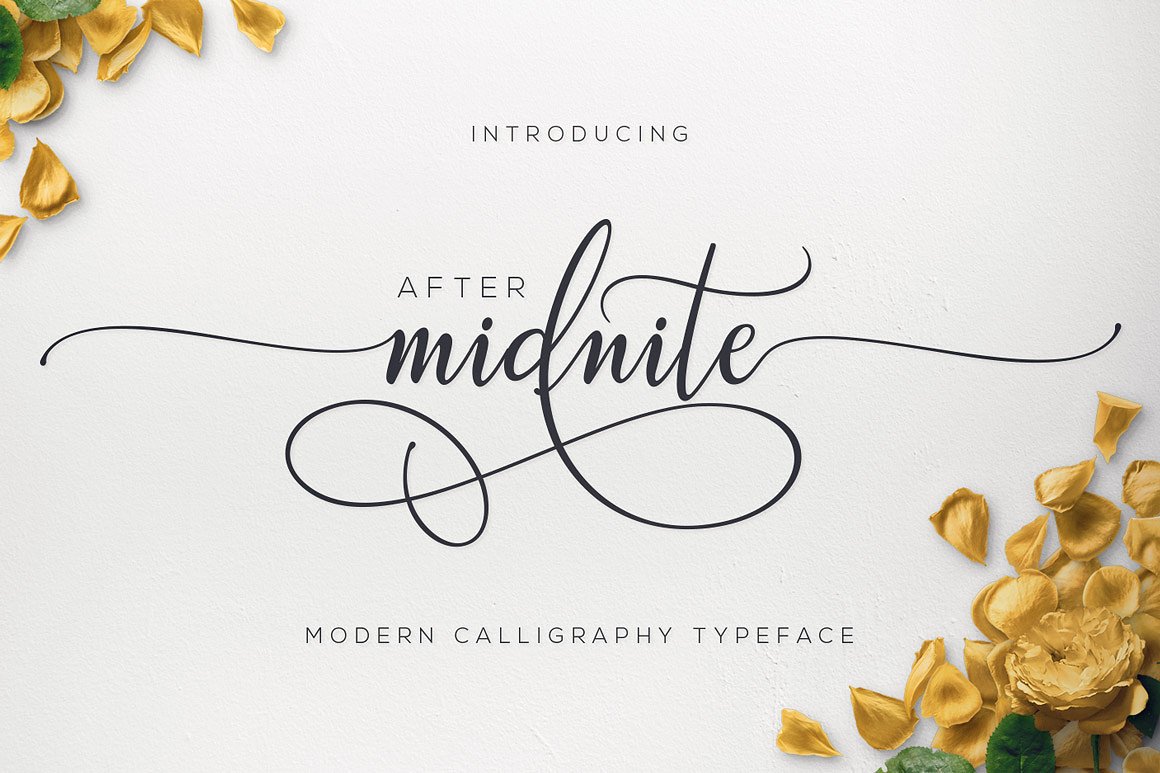 INTRODUCING
AFTER
midnite
MODERN CALLIGRAPHY TYPEFACE